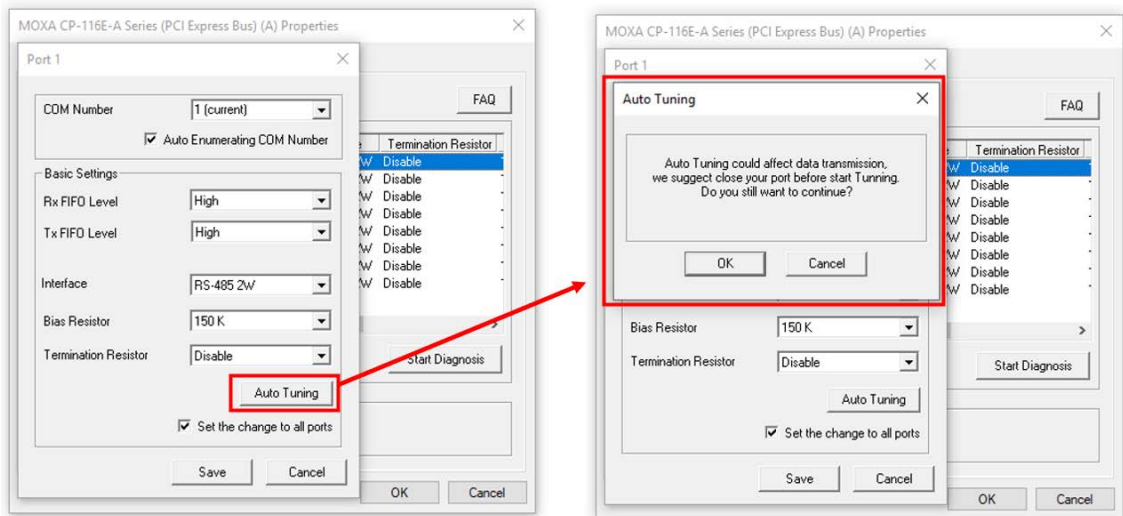 MOXA CP-116E-A Series (PCI Express Bus) (A) Properties
Port 1
FAQ
COM Number
1 (current)
Auto Enumerating COM Number
Termination Resistor
W Disable
W Disable
W Disable
W Disable
W Disable
W Disable
W Disable
W Disable
Basic Settings
Rx FIFO Level
High
Tx FIFO Level
High
Interface
RS-485 2W
Bias Resistor
150 K
Termination Resistor
Disable
Start Diagnosis
Auto Tuning
Set the change to all ports
Save
Cancel
OK
Cancel
MOXA CP-116E-A Series (PCI Express Bus) (A) Properties
Port 1
Auto Tuning
FAQ
Auto Tuning could affect data transmission,
we suggest close your port before start Tunning.
Do you still want to continue?
OK
Cancel
Termination Resistor
W Disable
W Disable
W Disable
W Disable
W Disable
W Disable
W Disable
W Disable
Bias Resistor
150 K
Termination Resistor
Disable
Start Diagnosis
Auto Tuning
Set the change to all ports
Save
Cancel
OK
Cancel